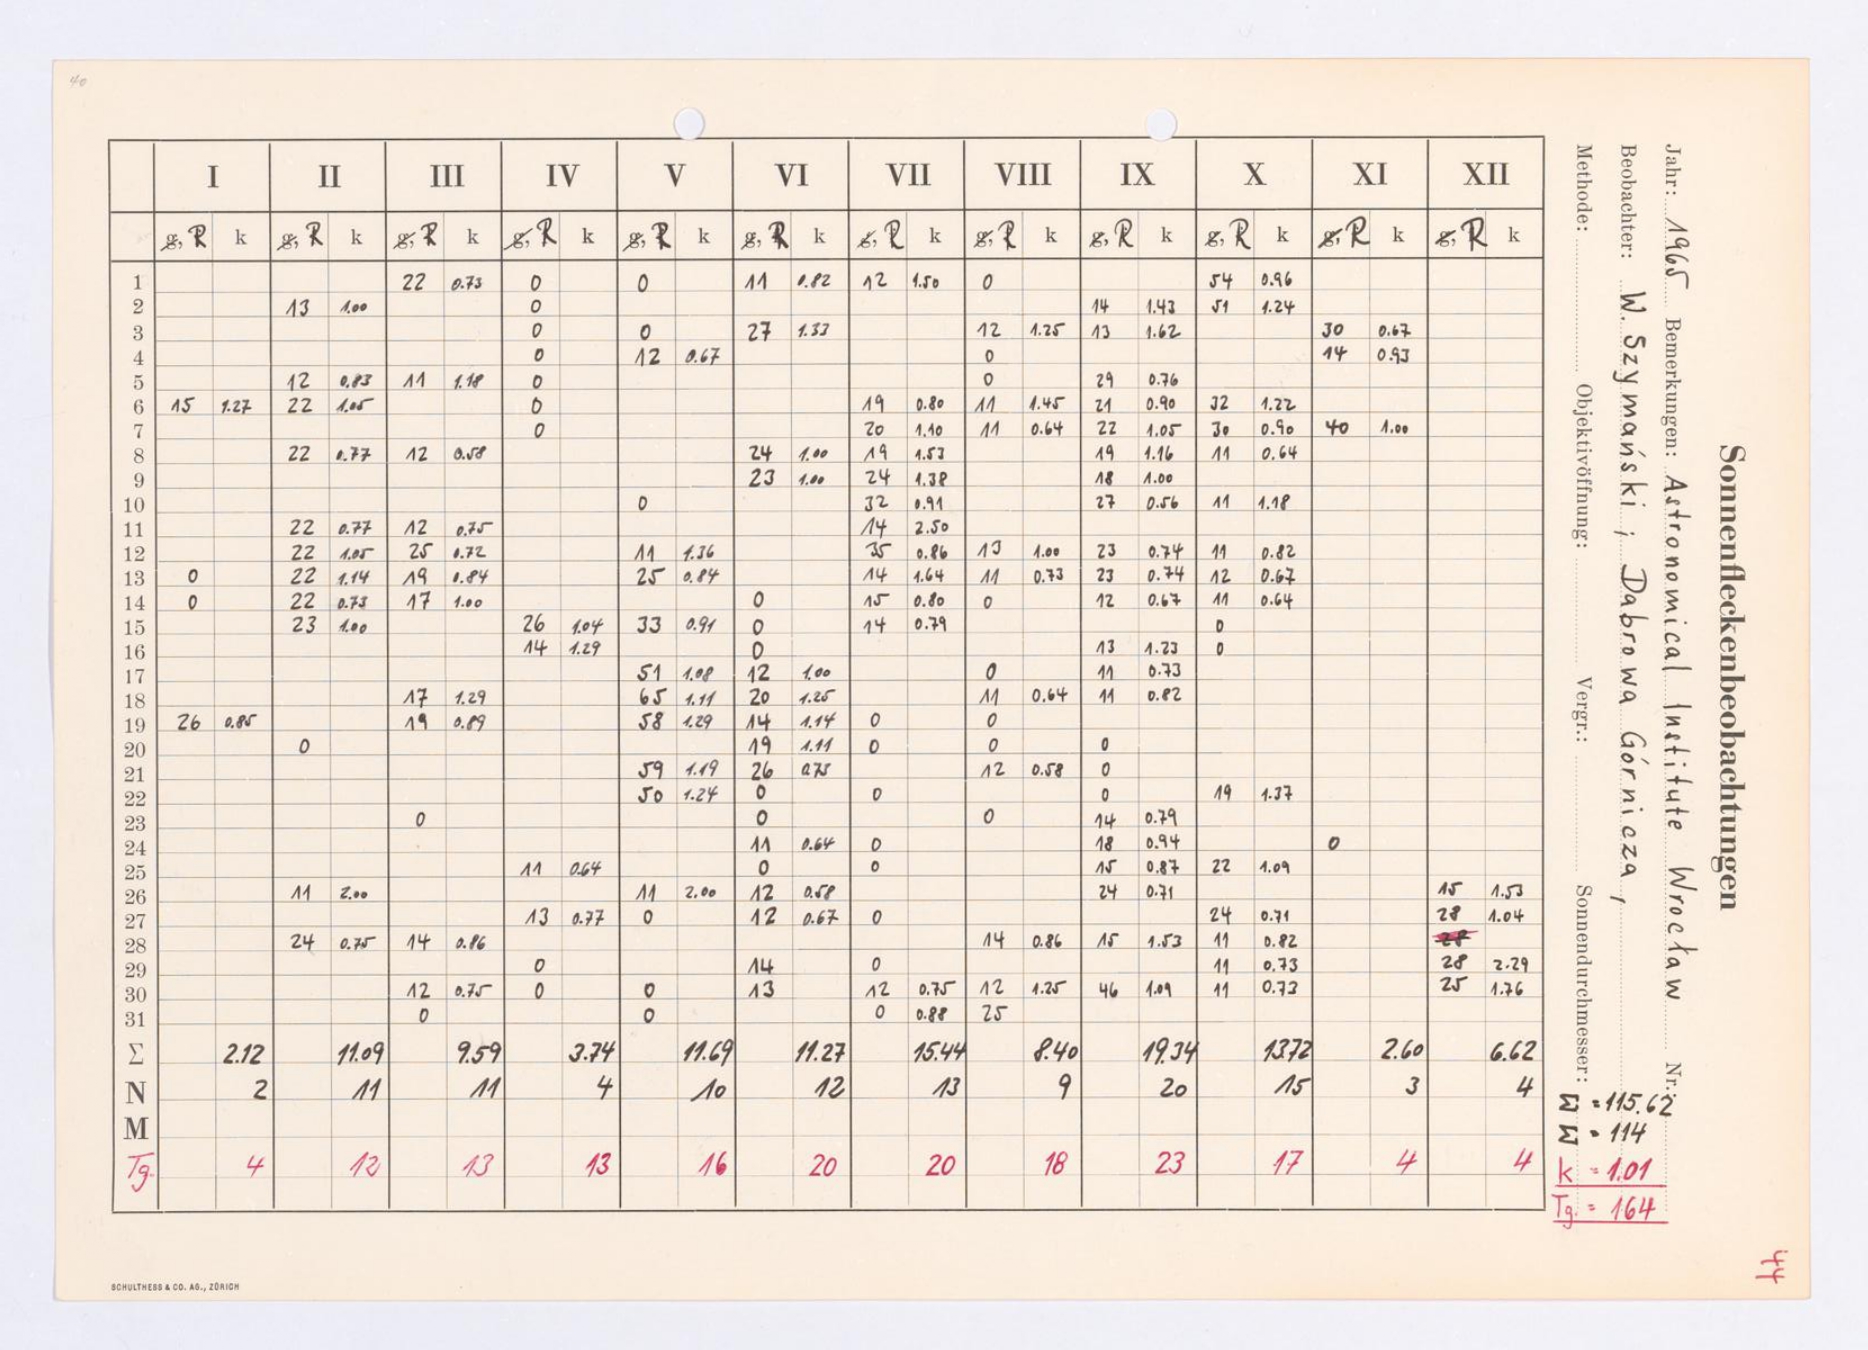 40
I II III IV V VI VII VIII IX X XI XII
g, R k g, R k g, R k g, R k g, R k g, R k g, R k g, R k g, R k g, R k g, R k g, R k
1 22 0.73 0 0 11 0.82 12 1.50 0 54 0.96
2 13 1.00 0 14 1.43 51 1.24
3 0 0 27 1.33 12 1.25 13 1.62 30 0.67
4 0 12 0.67 0 14 0.93
5 12 0.83 11 1.18 0 0 29 0.76
6 15 1.27 22 1.05 0 19 0.80 11 1.45 21 0.90 32 1.22
7 0 20 1.10 11 0.64 22 1.05 30 0.90 40 1.00
8 22 0.77 12 0.58 24 1.00 19 1.53 19 1.16 11 0.64
9 23 1.00 24 1.38 18 1.00
10 0 32 0.91 27 0.56 11 1.18
11 22 0.77 12 0.75 14 2.50
12 22 1.05 25 0.72 11 1.36 35 0.86 13 1.00 23 0.74 11 0.82
13 0 22 1.14 19 0.84 25 0.84 14 1.64 11 0.73 23 0.74 12 0.67
14 0 22 0.73 17 1.00 0 15 0.80 0 12 0.67 11 0.64
15 23 1.00 26 1.04 33 0.91 0 14 0.79 0
16 14 1.29 0 13 1.23 0
17 51 1.08 12 1.00 0 11 0.73
18 17 1.29 65 1.11 20 1.25 11 0.64 11 0.82
19 26 0.85 19 0.89 58 1.29 14 1.14 0 0
20 0 19 1.11 0 0 0
21 59 1.19 26 0.73 12 0.58 0
22 50 1.24 0 0 0 19 1.37
23 0 0 0 14 0.79
24 11 0.64 0 18 0.94 0
25 11 0.64 0 0 15 0.87 22 1.09
26 11 2.00 11 2.00 12 0.58 24 0.71 15 1.53
27 13 0.77 0 12 0.67 0 24 0.71 28 1.04
28 24 0.75 14 0.86 14 0.86 15 1.53 11 0.82 28
29 0 14 0 11 0.73 28 2.29
30 12 0.75 0 0 13 12 0.75 12 1.25 46 1.09 11 0.73 25 1.76
31 0 0 0 0.88 25
Σ 2.12 11.09 9.59 3.74 11.69 11.27 15.44 8.40 19.34 13.72 2.60 6.62
N 2 11 11 4 10 12 13 9 20 15 3 4
M
Tg. 4 12 13 13 16 20 20 18 23 17 4 4
Sonnenfleckenbeobachtungen
Jahr: 1965 Bemerkungen: Astronomical Institute Wrocław Nr.
Beobachter: W. Szymański ; Dabrowa Górnicza,
Methode: Objektivöffnung: Vergr.: Sonnendurchmesser:
Σ = 115.62
Σ = 114
k = 1.01
Tg. = 164
44
SCHULTHESS & CO. AG., ZÜRICH